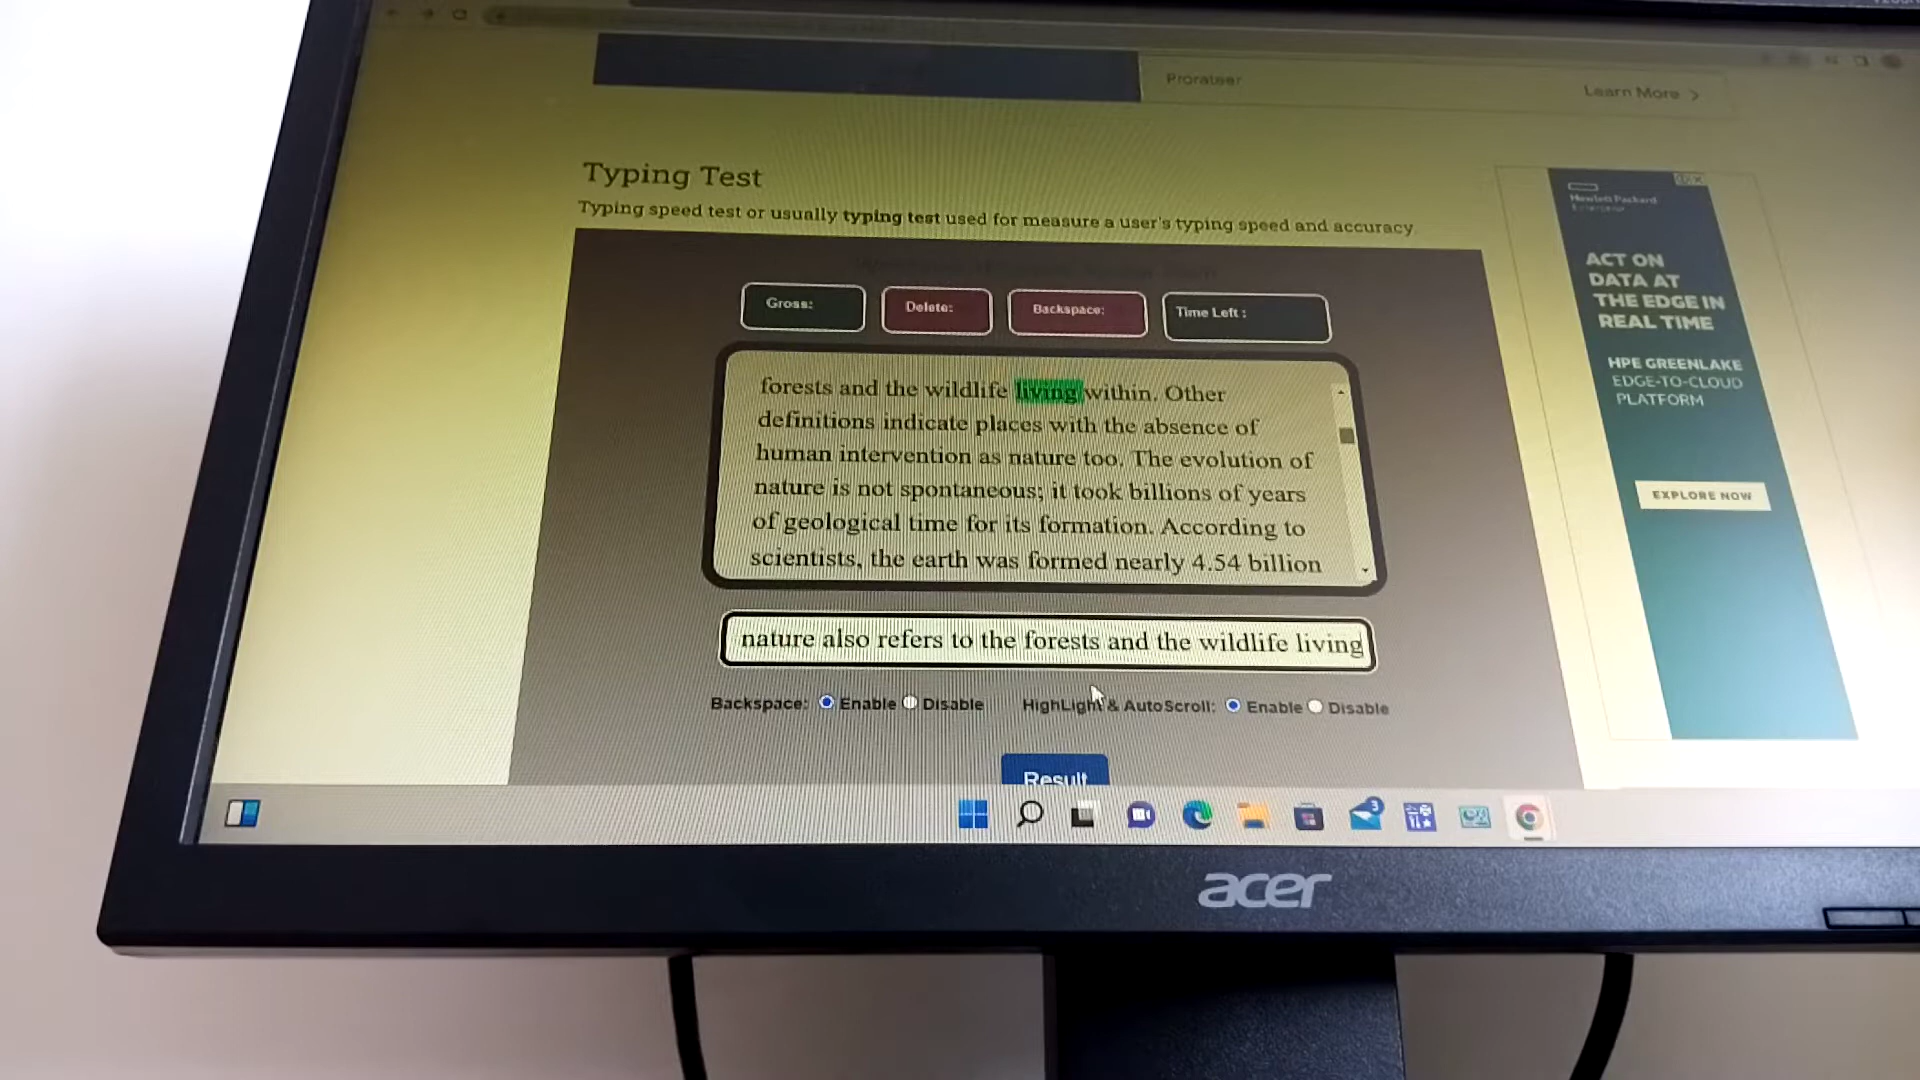 Prorateer
Learn More >
Typing Test
Typing speed test or usually typing test used for measure a user's typing speed and accuracy
Gross:
Delete:
Backspace:
Time Left :
forests and the wildlife living within. Other
definitions indicate places with the absence of
human intervention as nature too. The evolution of
nature is not spontaneous; it took billions of years
of geological time for its formation. According to
scientists, the earth was formed nearly 4.54 billion
nature also refers to the forests and the wildlife living
Backspace: Enable Disable
HighLight & AutoScroll: Enable Disable
Result
Hewlett Packard
Enterprise
ACT ON
DATA AT
THE EDGE IN
REAL TIME
HPE GREENLAKE
EDGE-TO-CLOUD
PLATFORM
EXPLORE NOW
3
acer